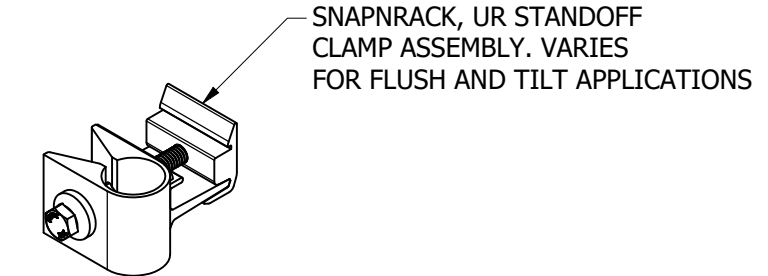 SNAPNRACK, UR STANDOFF
CLAMP ASSEMBLY. VARIES
FOR FLUSH AND TILT APPLICATIONS